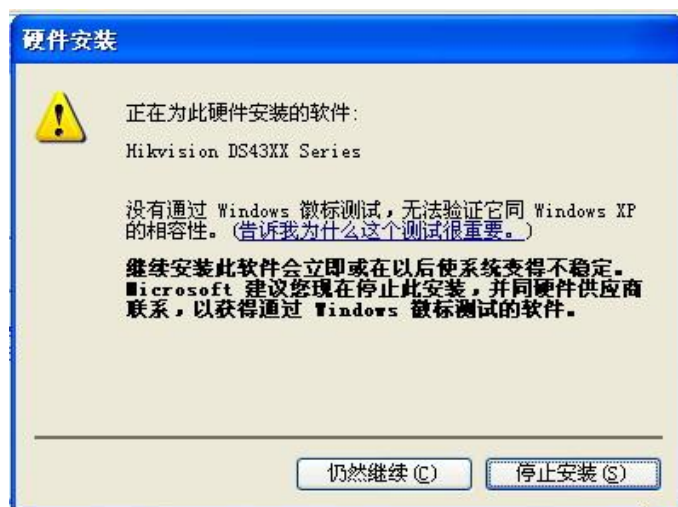 硬件安装
正在为此硬件安装的软件:
Hikvision DS43XX Series
没有通过 Windows 徽标测试，无法验证它同 Windows XP
的相容性。(告诉我为什么这个测试很重要。)
继续安装此软件会立即或在以后使系统变得不稳定。
Microsoft 建议您现在停止此安装，并同硬件供应商
联系，以获得通过 Windows 徽标测试的软件。
仍然继续(C)
停止安装(S)